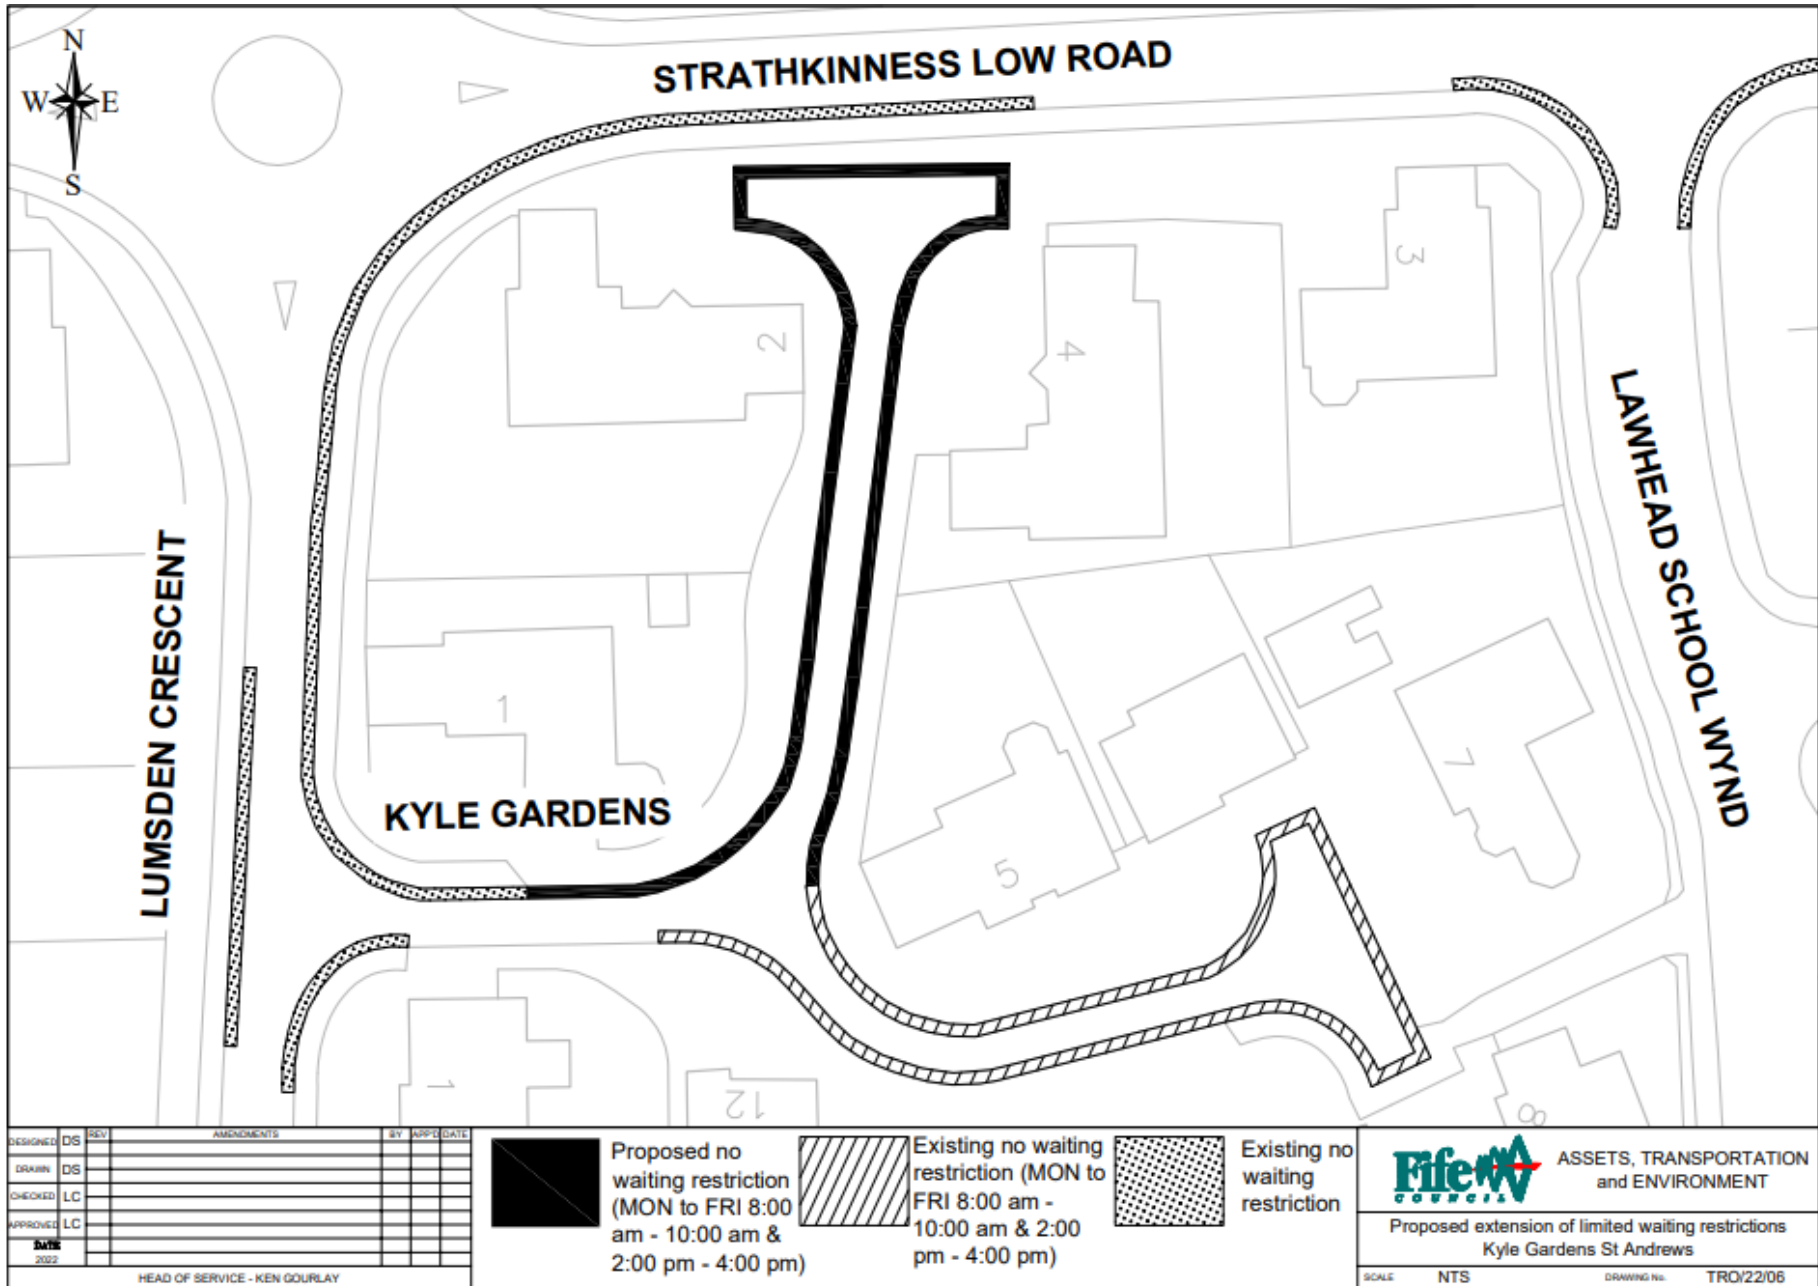 N
W E
S
STRATHKINNESS LOW ROAD
2
4
3
LAWHEAD SCHOOL WYND
LUMSDEN CRESCENT
1
KYLE GARDENS
5
7
1
12
8
DESIGNED DS
DRAWN DS
CHECKED LC
APPROVED LC
DATE
2022
REV AMENDMENTS BY APP'D DATE
HEAD OF SERVICE - KEN GOURLAY
Proposed no
waiting restriction
(MON to FRI 8:00
am - 10:00 am &
2:00 pm - 4:00 pm)
Existing no waiting
restriction (MON to
FRI 8:00 am -
10:00 am & 2:00
pm - 4:00 pm)
Existing no
waiting
restriction
Fife
COUNCIL
ASSETS, TRANSPORTATION
and ENVIRONMENT
Proposed extension of limited waiting restrictions
Kyle Gardens St Andrews
SCALE NTS DRAWING No. TRO/22/06